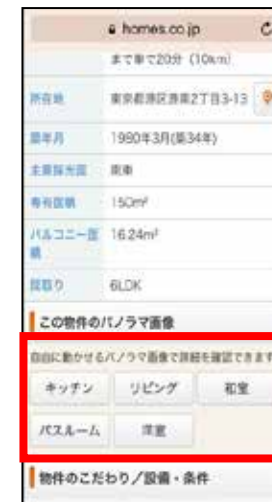 homes.co.jp
まで車で20分 (10km)
所在地
東京都港区港南2丁目3-13
築年月
1990年3月(築34年)
主要採光面
南東
専有面積
150m²
バルコニー面積
16.24m²
間取り
6LDK
この物件のパノラマ画像
自由に動かせるパノラマ画像で詳細を確認できます
キッチン
リビング
和室
バスルーム
洋室
物件のこだわり／設備・条件